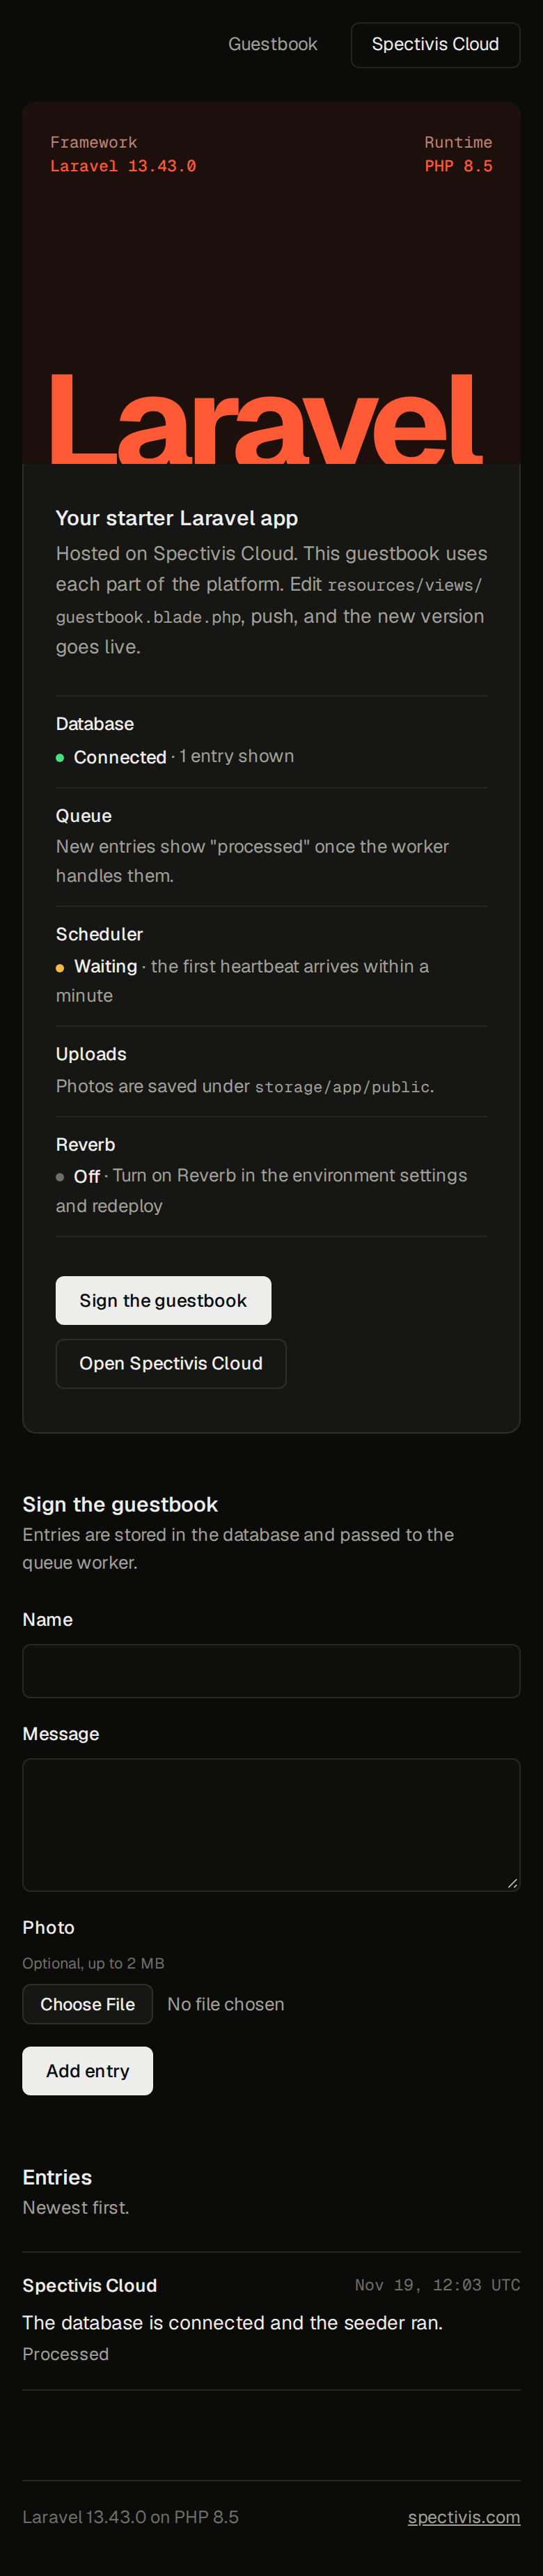 Guestbook
Spectivis Cloud
Framework
Runtime
Laravel 13.43.0
PHP 8.5
Laravel
Your starter Laravel app
Hosted on Spectivis Cloud. This guestbook uses
each part of the platform. Edit resources/views/
guestbook.blade.php, push, and the new version
goes live.
Database
Connected · 1 entry shown
Queue
New entries show "processed" once the worker
handles them.
Scheduler
Waiting · the first heartbeat arrives within a
minute
Uploads
Photos are saved under storage/app/public.
Reverb
Off · Turn on Reverb in the environment settings
and redeploy
Sign the guestbook
Open Spectivis Cloud
Sign the guestbook
Entries are stored in the database and passed to the
queue worker.
Name
Message
Photo
Optional, up to 2 MB
Choose File No file chosen
Add entry
Entries
Newest first.
Spectivis Cloud
Nov 19, 12:03 UTC
The database is connected and the seeder ran.
Processed
Laravel 13.43.0 on PHP 8.5
spectivis.com